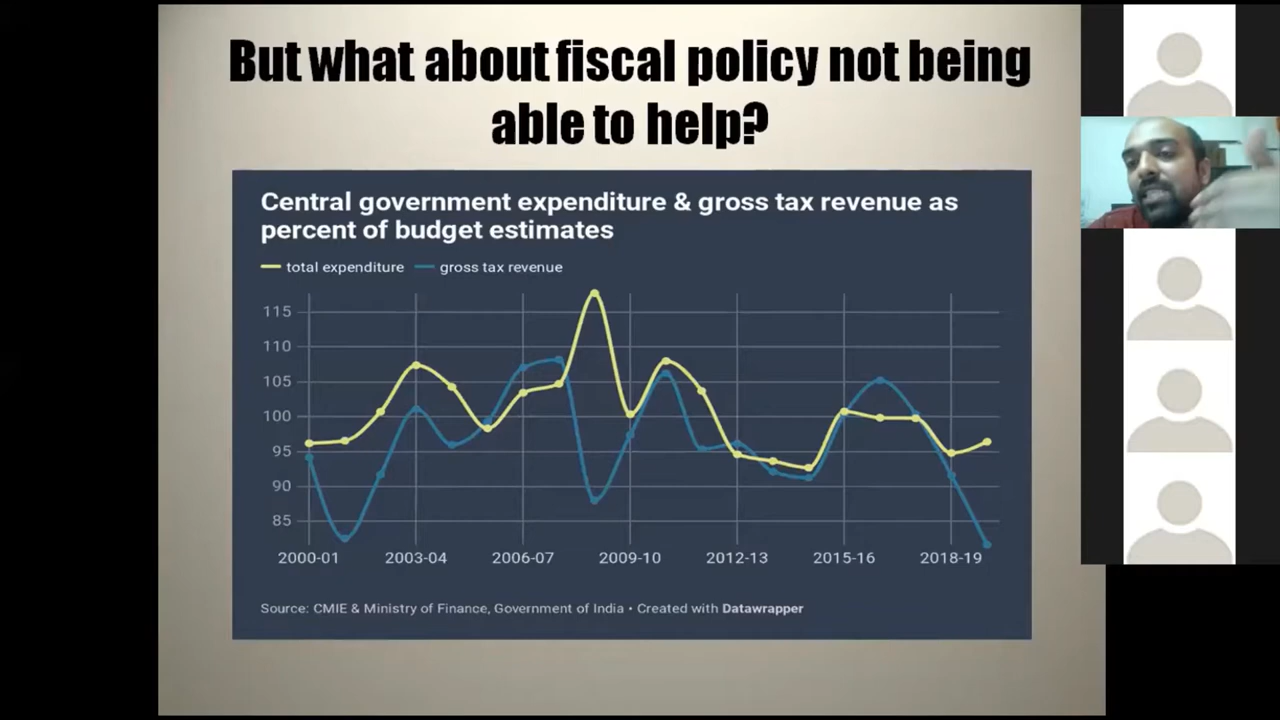 But what about fiscal policy not being
able to help?
Central government expenditure & gross tax revenue as
percent of budget estimates
total expenditure gross tax revenue
115
110
105
100
95
90
85
2000-01 2003-04 2006-07 2009-10 2012-13 2015-16 2018-19
Source: CMIE & Ministry of Finance, Government of India • Created with Datawrapper